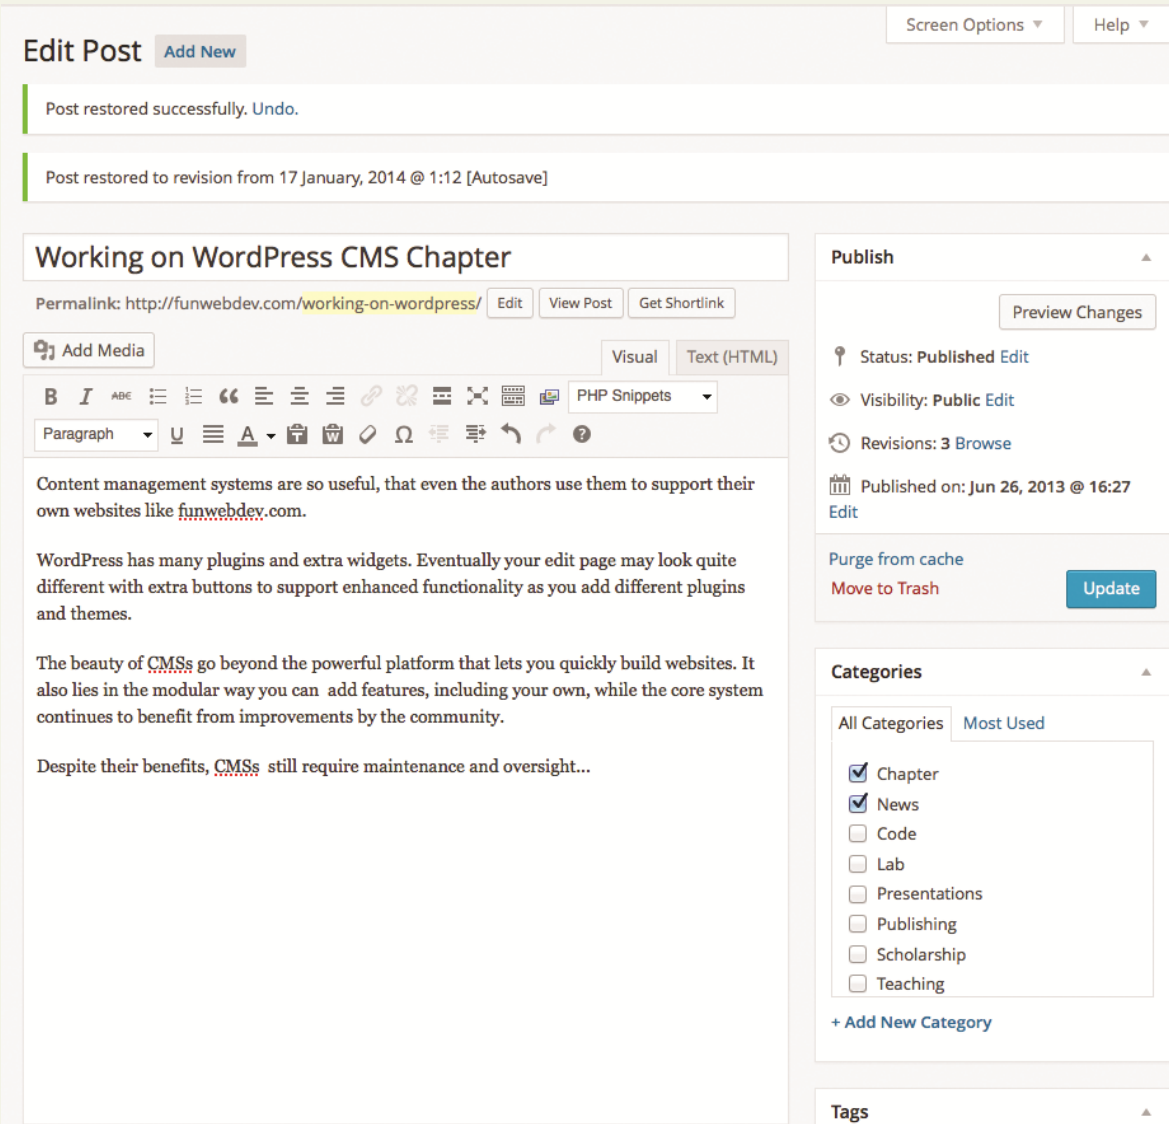 Screen Options
Help
Edit Post Add New
Post restored successfully. Undo.
Post restored to revision from 17 January, 2014 @ 1:12 [Autosave]
Working on WordPress CMS Chapter
Permalink: http://funwebdev.com/working-on-wordpress/ Edit View Post Get Shortlink
Add Media
Visual Text (HTML)
B I ABC PHP Snippets
Paragraph U A T W Ω ?
Content management systems are so useful, that even the authors use them to support their
own websites like funwebdev.com.
WordPress has many plugins and extra widgets. Eventually your edit page may look quite
different with extra buttons to support enhanced functionality as you add different plugins
and themes.
The beauty of CMSs go beyond the powerful platform that lets you quickly build websites. It
also lies in the modular way you can add features, including your own, while the core system
continues to benefit from improvements by the community.
Despite their benefits, CMSs still require maintenance and oversight...
Publish
Preview Changes
Status: Published Edit
Visibility: Public Edit
Revisions: 3 Browse
Published on: Jun 26, 2013 @ 16:27
Edit
Purge from cache
Move to Trash
Update
Categories
All Categories Most Used
Chapter
News
Code
Lab
Presentations
Publishing
Scholarship
Teaching
+ Add New Category
Tags